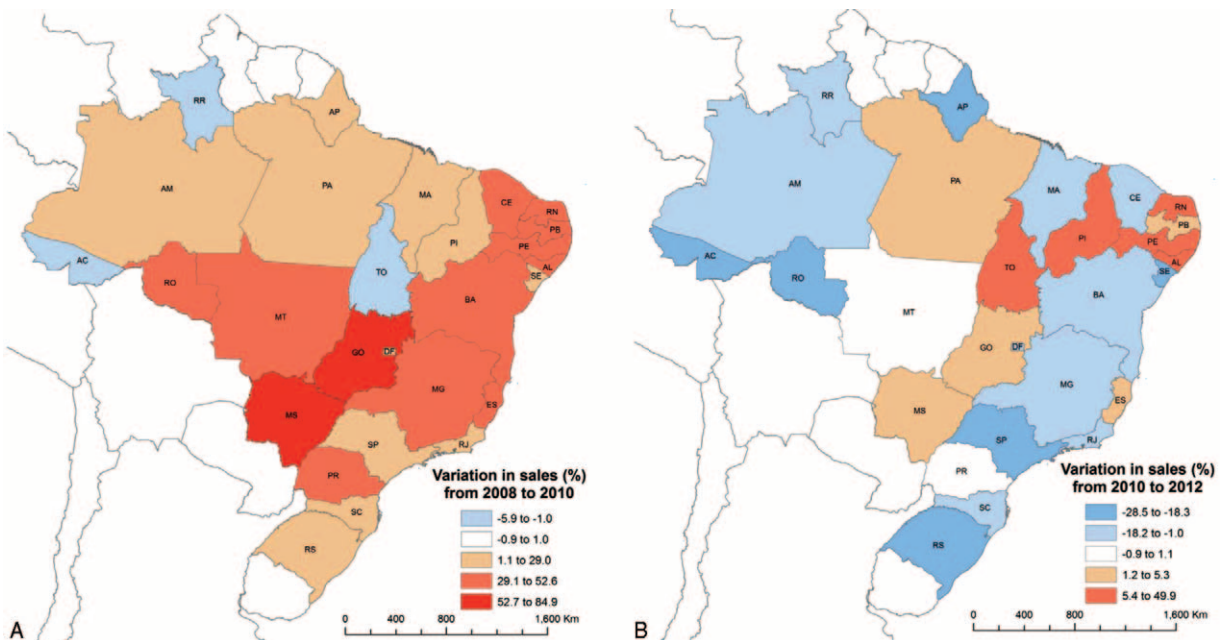 RR
AP
AM
PA
MA
CE
RN
PB
PI
PE
AL
SE
AC
TO
RO
BA
MT
GO
DF
MG
MS
ES
SP
RJ
PR
SC
RS
Variation in sales (%)
from 2008 to 2010
-5.9 to -1.0
-0.9 to 1.0
1.1 to 29.0
29.1 to 52.6
52.7 to 84.9
0 400 800 1,600 Km
A
RR
AP
AM
PA
MA
CE
RN
PB
PI
PE
AL
SE
AC
TO
RO
BA
MT
GO
DF
MG
MS
ES
SP
RJ
PR
SC
RS
Variation in sales (%)
from 2010 to 2012
-28.5 to -18.3
-18.2 to -1.0
-0.9 to 1.1
1.2 to 5.3
5.4 to 49.9
0 400 800 1,600 Km
B